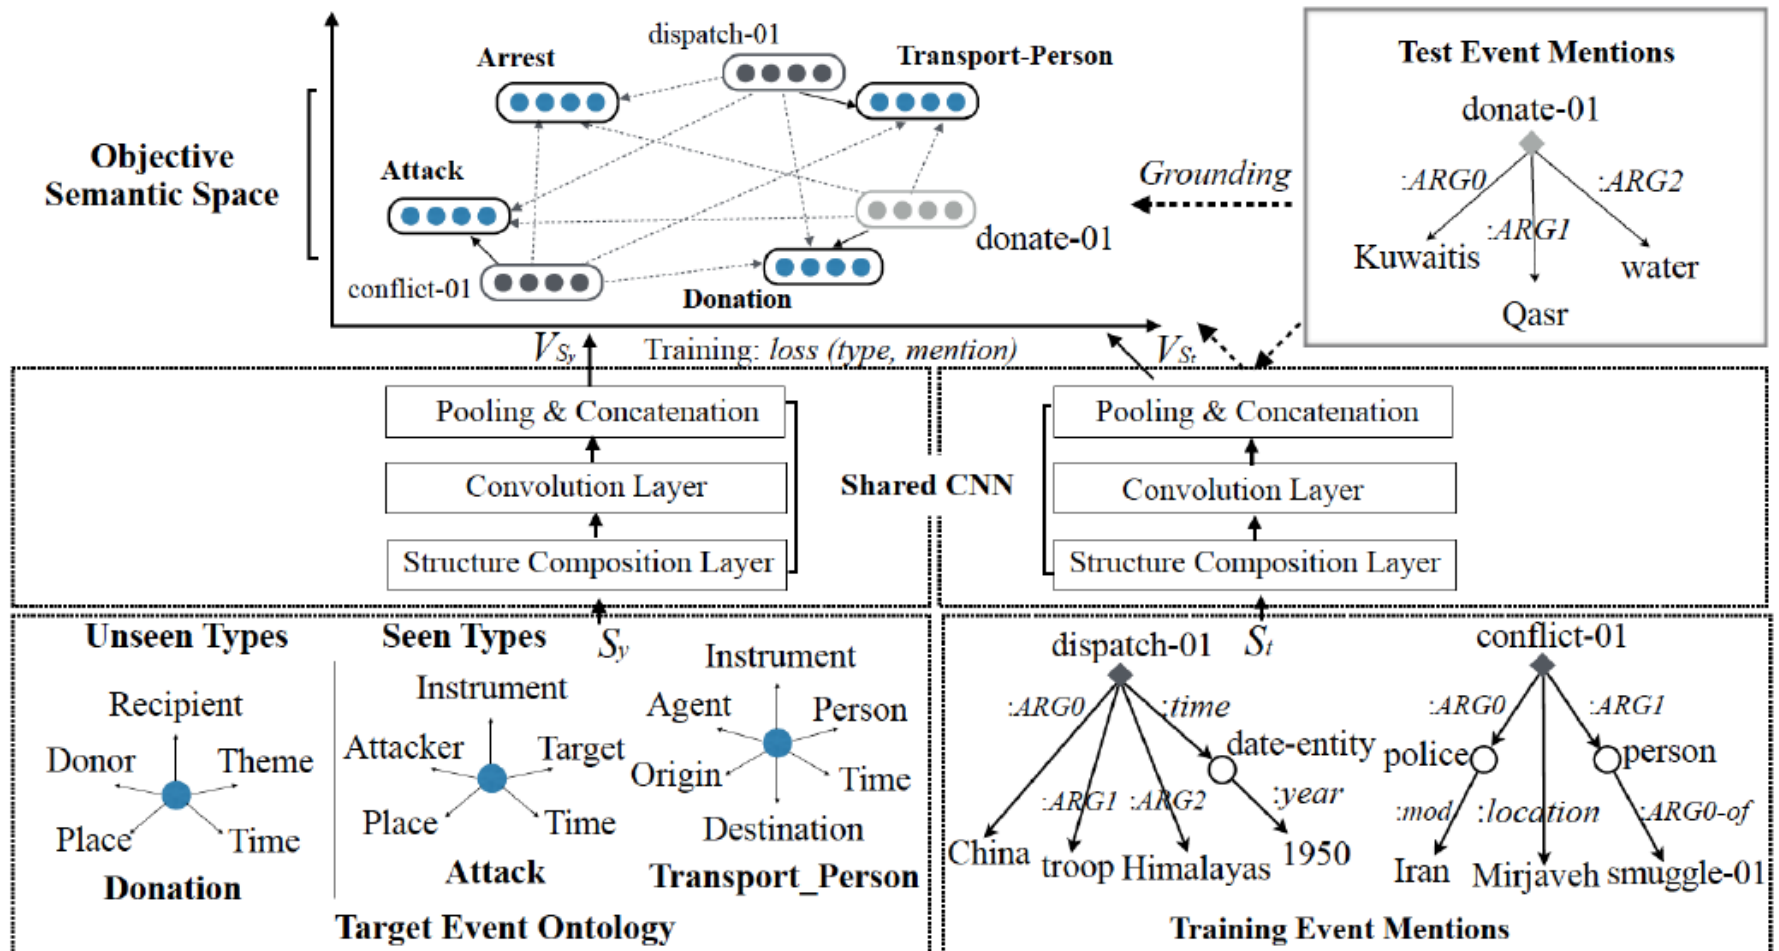 dispatch-01
Arrest
Transport-Person
Objective
Semantic Space
Attack
donate-01
conflict-01
Donation
Grounding
Test Event Mentions
donate-01
:ARG0
:ARG2
:ARG1
Kuwaitis
water
Qasr
V_{S_y}
Training: loss (type, mention)
V_{S_t}
Pooling & Concatenation
Convolution Layer
Structure Composition Layer
Shared CNN
Pooling & Concatenation
Convolution Layer
Structure Composition Layer
Unseen Types
Seen Types
S_y
Recipient
Donor
Theme
Place
Time
Donation
Instrument
Attacker
Target
Place
Time
Attack
Instrument
Agent
Person
Origin
Time
Destination
Transport_Person
Target Event Ontology
dispatch-01
S_t
conflict-01
:ARG0
:time
date-entity
:ARG1
:ARG2
:year
China
troop
Himalayas
1950
:ARG0
:ARG1
police
person
:mod
:location
:ARG0-of
Iran
Mirjaveh
smuggle-01
Training Event Mentions